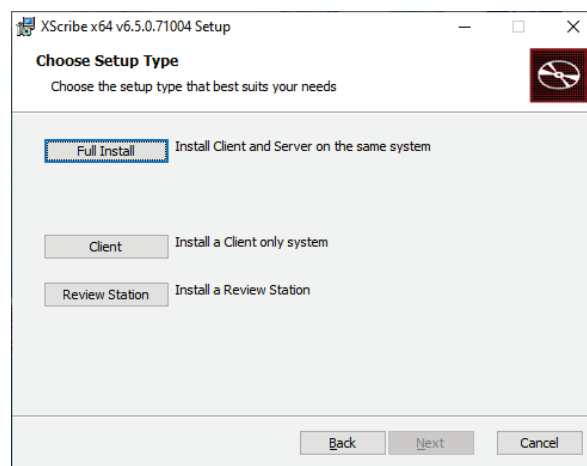 XScribe x64 v6.5.0.71004 Setup
Choose Setup Type
Choose the setup type that best suits your needs
Full Install Install Client and Server on the same system
Client Install a Client only system
Review Station Install a Review Station
Back Next Cancel